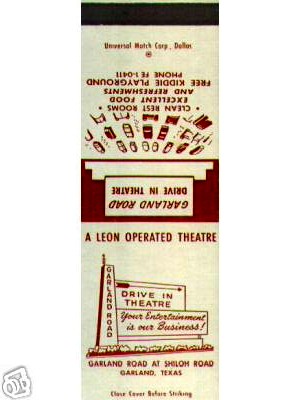 Universal Match Corp., Dallas
• CLEAN REST ROOMS •
EXCELLENT FOOD
AND REFRESHMENTS
FREE KIDDIE PLAYGROUND
PHONE FE 1-0411
GARLAND ROAD
DRIVE IN THEATRE
A LEON OPERATED THEATRE
GARLAND ROAD
DRIVE IN
THEATRE
Your Entertainment
is our Business!
GARLAND ROAD AT SHILOH ROAD
GARLAND, TEXAS
Close Cover Before Striking